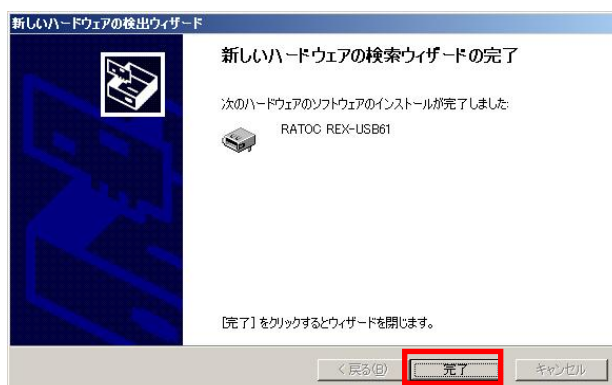 新しいハードウェアの検出ウィザード
新しいハードウェアの検索ウィザードの完了
次のハードウェアのソフトウェアのインストールが完了しました:
RATOC REX-USB61
[完了] をクリックするとウィザードを閉じます。
< 戻る(B)
完了
キャンセル